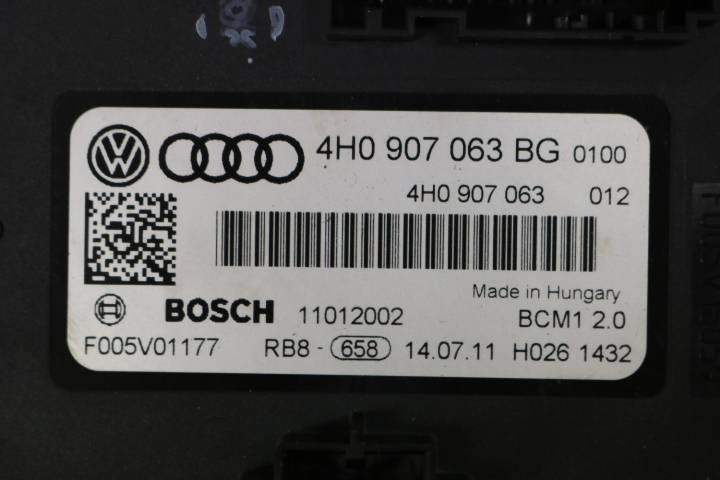 4H0 907 063 BG 0100
4H0 907 063 012
Made in Hungary
BOSCH 11012002 BCM1 2.0
F005V01177 RB8 - 658 14.07.11 H026 1432